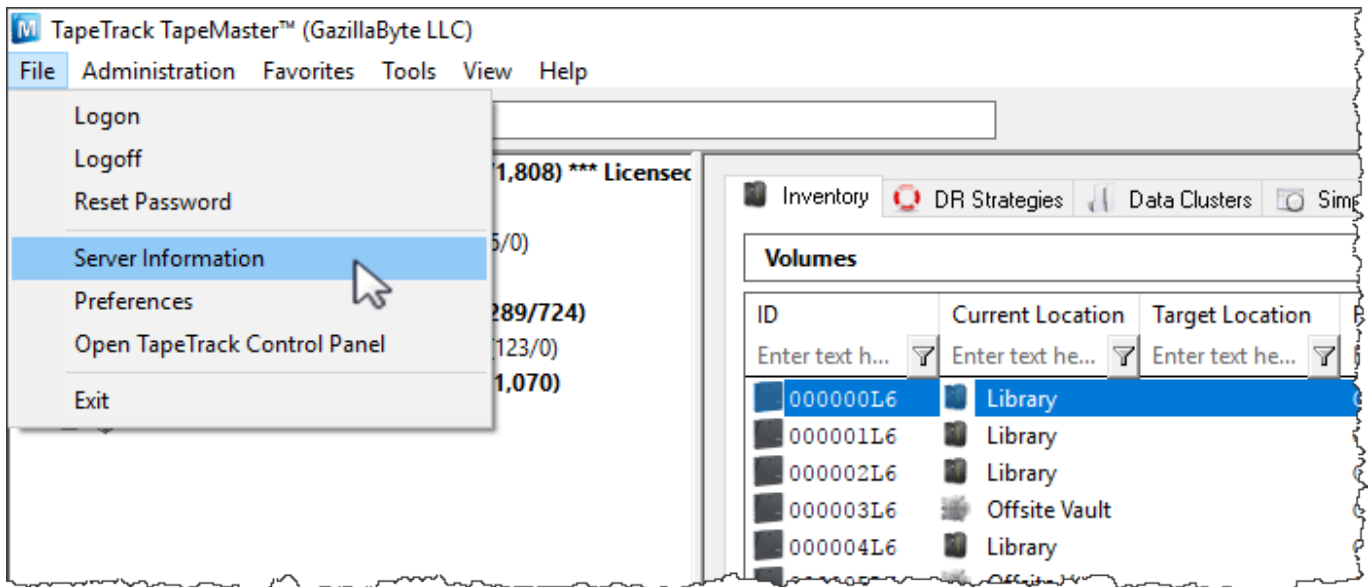 TapeTrack TapeMaster™ (GazillaByte LLC)
File Administration Favorites Tools View Help
Logon
Logoff
Reset Password
Server Information
Preferences
Open TapeTrack Control Panel
Exit
1,808) *** Licensed
/0)
289/724)
123/0)
1,070)
Inventory DR Strategies Data Clusters
Volumes
ID Current Location Target Location
Enter text h... Enter text he... Enter text he...
000000L6 Library
000001L6 Library
000002L6 Library
000003L6 Offsite Vault
000004L6 Library